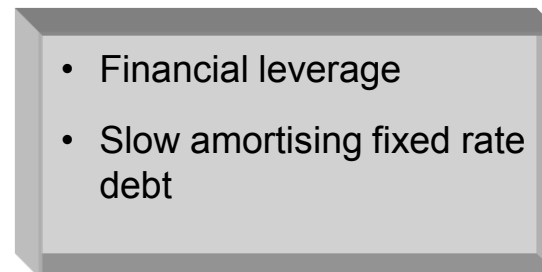 • Financial leverage
• Slow amortising fixed rate
debt